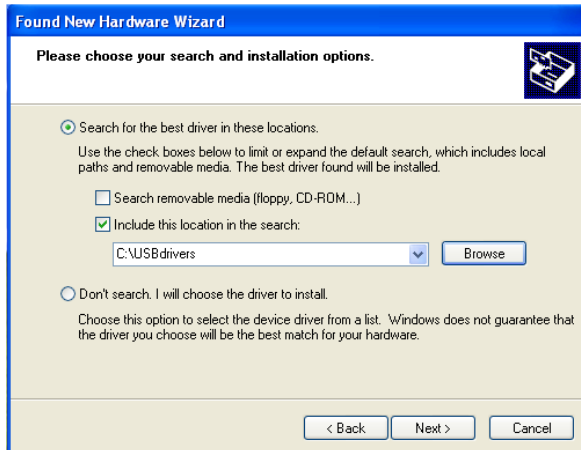 Found New Hardware Wizard
Please choose your search and installation options.
Search for the best driver in these locations.
Use the check boxes below to limit or expand the default search, which includes local
paths and removable media. The best driver found will be installed.
Search removable media (floppy, CD-ROM...)
Include this location in the search:
C:\USBdrivers
Browse
Don't search. I will choose the driver to install.
Choose this option to select the device driver from a list. Windows does not guarantee that
the driver you choose will be the best match for your hardware.
< Back Next > Cancel